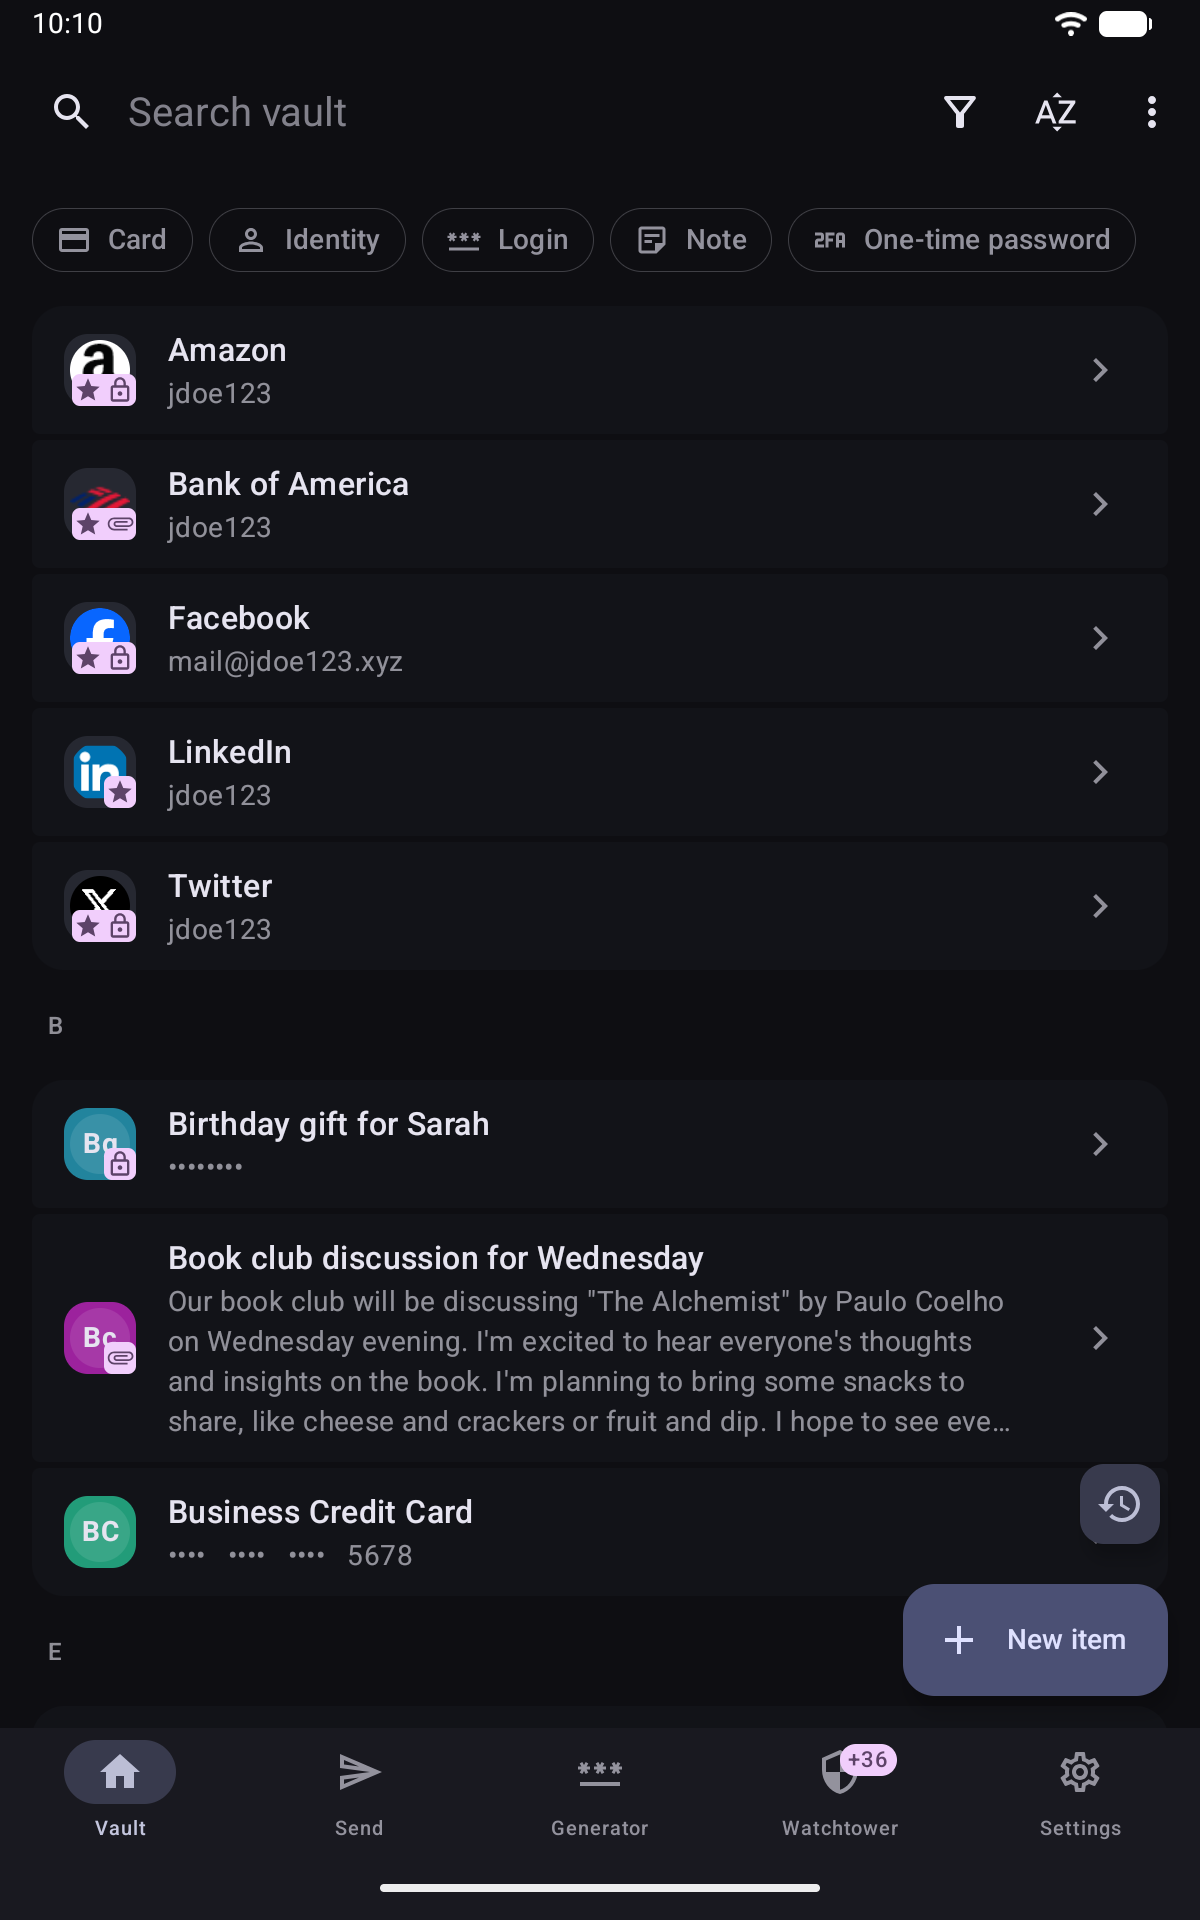 10:10
Search vault
AZ
Card
Identity
*** Login
Note
2FA One-time password
a
Amazon
jdoe123
Bank of America
jdoe123
f
Facebook
mail@jdoe123.xyz
in
LinkedIn
jdoe123
X
Twitter
jdoe123
B
Bg
Birthday gift for Sarah
••••••••
Bc
Book club discussion for Wednesday
Our book club will be discussing "The Alchemist" by Paulo Coelho
on Wednesday evening. I'm excited to hear everyone's thoughts
and insights on the book. I'm planning to bring some snacks to
share, like cheese and crackers or fruit and dip. I hope to see eve…
BC
Business Credit Card
•••• •••• •••• 5678
E
New item
+36
Vault
Send
Generator
Watchtower
Settings